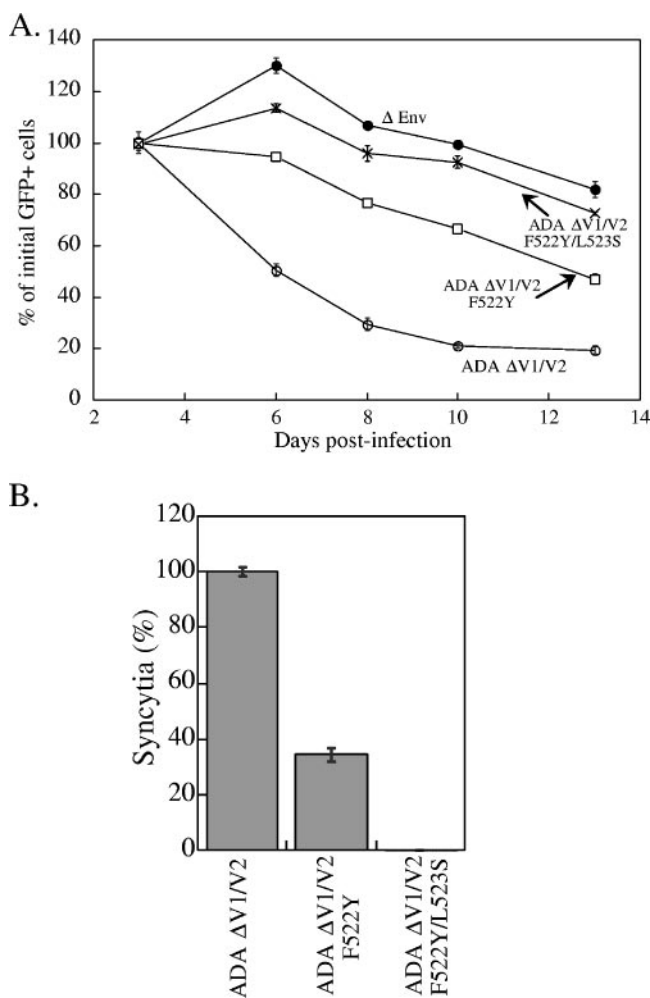 A.
140
120
100
80
60
40
20
0
% of initial GFP+ cells
Δ Env
ADA ΔV1/V2
F522Y/L523S
ADA ΔV1/V2
F522Y
ADA ΔV1/V2
2
4
6
8
10
12
14
Days post-infection
B.
120
100
80
60
40
20
0
Syncytia (%)
ADA ΔV1/V2
ADA ΔV1/V2
F522Y
ADA ΔV1/V2
F522Y/L523S